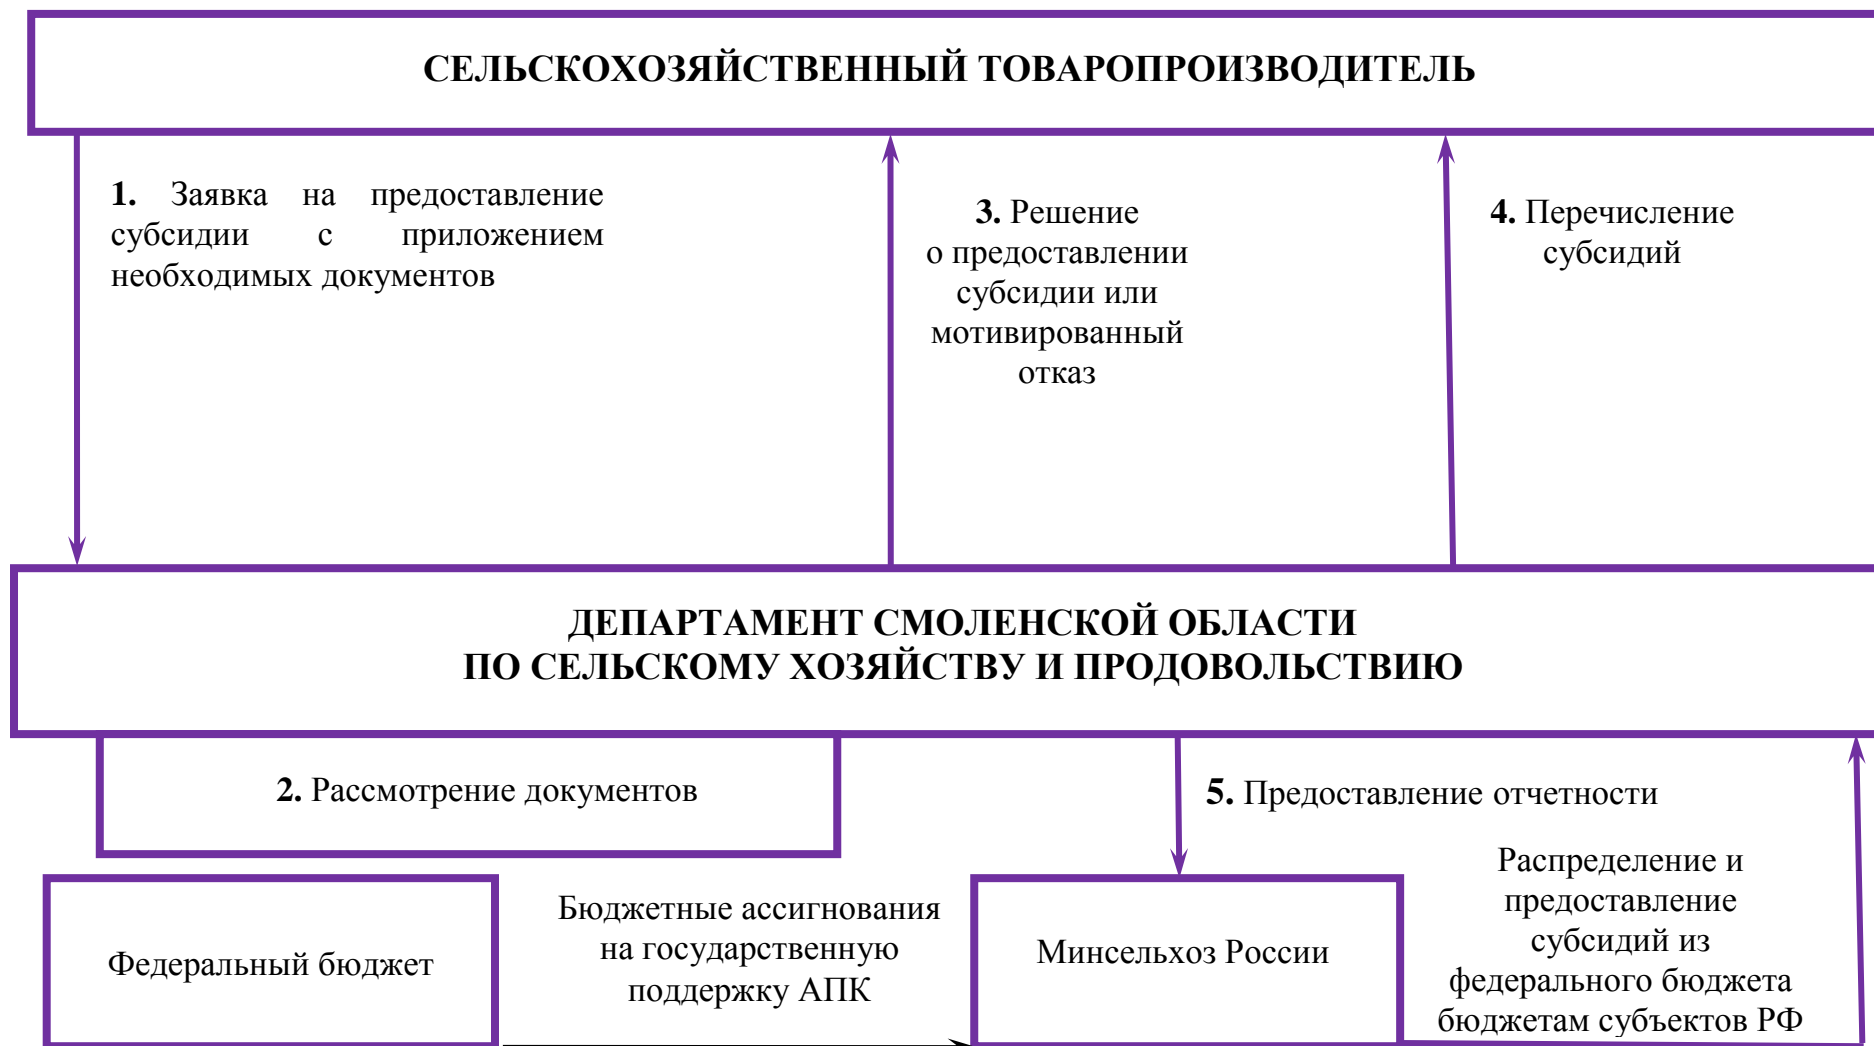 СЕЛЬСКОХОЗЯЙСТВЕННЫЙ ТОВАРОПРОИЗВОДИТЕЛЬ
1. Заявка на предоставление
субсидии с приложением
необходимых документов
3. Решение
о предоставлении
субсидии или
мотивированный
отказ
4. Перечисление
субсидий
ДЕПАРТАМЕНТ СМОЛЕНСКОЙ ОБЛАСТИ
ПО СЕЛЬСКОМУ ХОЗЯЙСТВУ И ПРОДОВОЛЬСТВИЮ
2. Рассмотрение документов
5. Предоставление отчетности
Федеральный бюджет
Бюджетные ассигнования
на государственную
поддержку АПК
Минсельхоз России
Распределение и
предоставление
субсидий из
федерального бюджета
бюджетам субъектов РФ